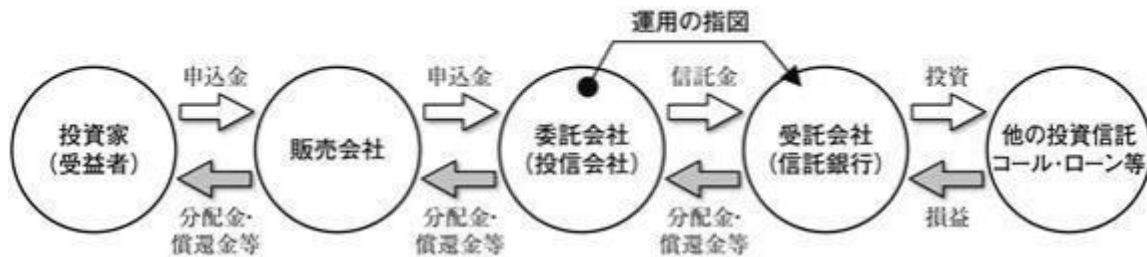 運用の指図
申込金
申込金
信託金
投資
投資家
(受益者)
販売会社
委託会社
(投信会社)
受託会社
(信託銀行)
他の投資信託
コール・ローン等
分配金・
償還金等
分配金・
償還金等
分配金・
償還金等
損益